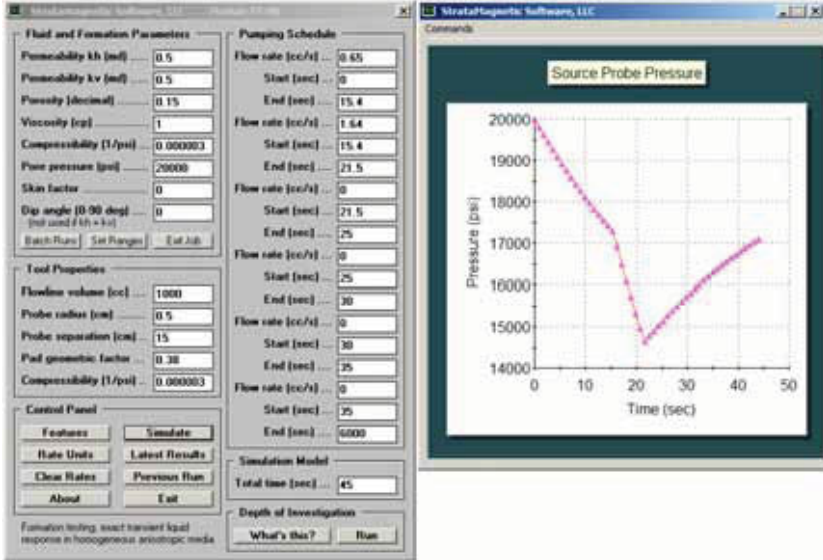 StrataMagnetic Software, LLC
Fluid and Formation Parameters
Permeability kh (md) .... 0.5
Permeability kv (md) .... 0.5
Porosity (decimal) ....... 0.15
Viscosity (cp) .............. 1
Compressibility (1/psi) .. 0.000003
Pore pressure (psi) ...... 20000
Skin factor ................. 0
Dip angle (0-90 deg) ... 0
(not used if kh = kv)
Batch Runs Set Ranges Exit Job
Tool Properties
Flowline volume (cc) ... 1000
Probe radius (cm) ....... 0.5
Probe separation (cm) ... 15
Pad geometric factor .. 0.30
Compressibility (1/psi) .. 0.000003
Control Panel
Features Simulate
Rate Units Latest Results
Clear Rates Previous Run
About Exit
Formation testing, exact transient liquid
response in homogeneous anisotropic media
Pumping Schedule
Flow rate (cc/s) ... 0.65
Start (sec) ... 0
End (sec) .... 15.4
Flow rate (cc/s) ... 1.64
Start (sec) ... 15.4
End (sec) .... 21.5
Flow rate (cc/s) ... 0
Start (sec) ... 21.5
End (sec) .... 25
Flow rate (cc/s) ... 0
Start (sec) ... 25
End (sec) .... 30
Flow rate (cc/s) ... 0
Start (sec) ... 30
End (sec) .... 35
Flow rate (cc/s) ... 0
Start (sec) ... 35
End (sec) .... 6000
Simulation Model
Total time (sec) ... 45
Depth of Investigation
What's this? Run
StrataMagnetic Software, LLC
Commands
Source Probe Pressure
Pressure (psi)
20000
19000
18000
17000
16000
15000
14000
0 10 20 30 40 50
Time (sec)